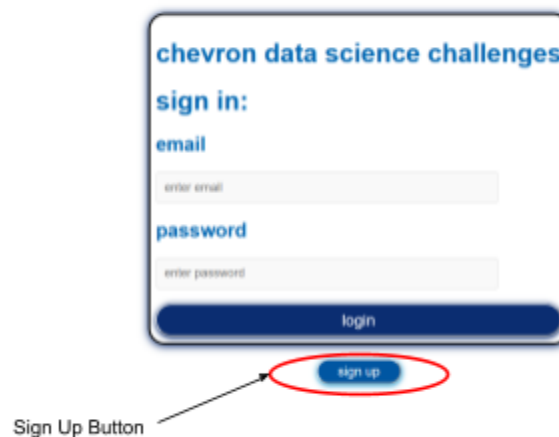 chevron data science challenges
sign in:
email
enter email
password
enter password
login
sign up
Sign Up Button